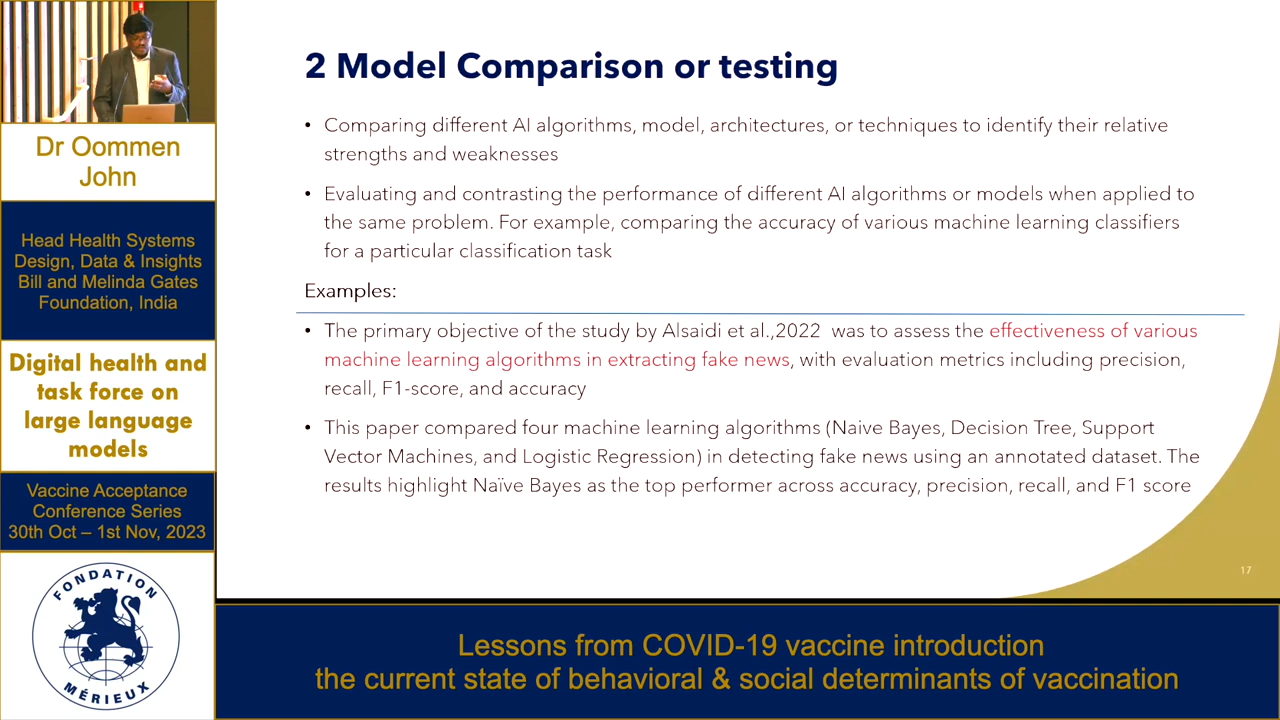 Dr Oommen
John
Head Health Systems
Design, Data & Insights
Bill and Melinda Gates
Foundation, India
Digital health and
task force on
large language
models
Vaccine Acceptance
Conference Series
30th Oct – 1st Nov, 2023
FONDATION
MÉRIEUX
2 Model Comparison or testing
• Comparing different AI algorithms, model, architectures, or techniques to identify their relative
strengths and weaknesses
• Evaluating and contrasting the performance of different AI algorithms or models when applied to
the same problem. For example, comparing the accuracy of various machine learning classifiers
for a particular classification task
Examples:
• The primary objective of the study by Alsaidi et al.,2022 was to assess the effectiveness of various
machine learning algorithms in extracting fake news, with evaluation metrics including precision,
recall, F1-score, and accuracy
• This paper compared four machine learning algorithms (Naive Bayes, Decision Tree, Support
Vector Machines, and Logistic Regression) in detecting fake news using an annotated dataset. The
results highlight Naïve Bayes as the top performer across accuracy, precision, recall, and F1 score
17
Lessons from COVID-19 vaccine introduction
the current state of behavioral & social determinants of vaccination